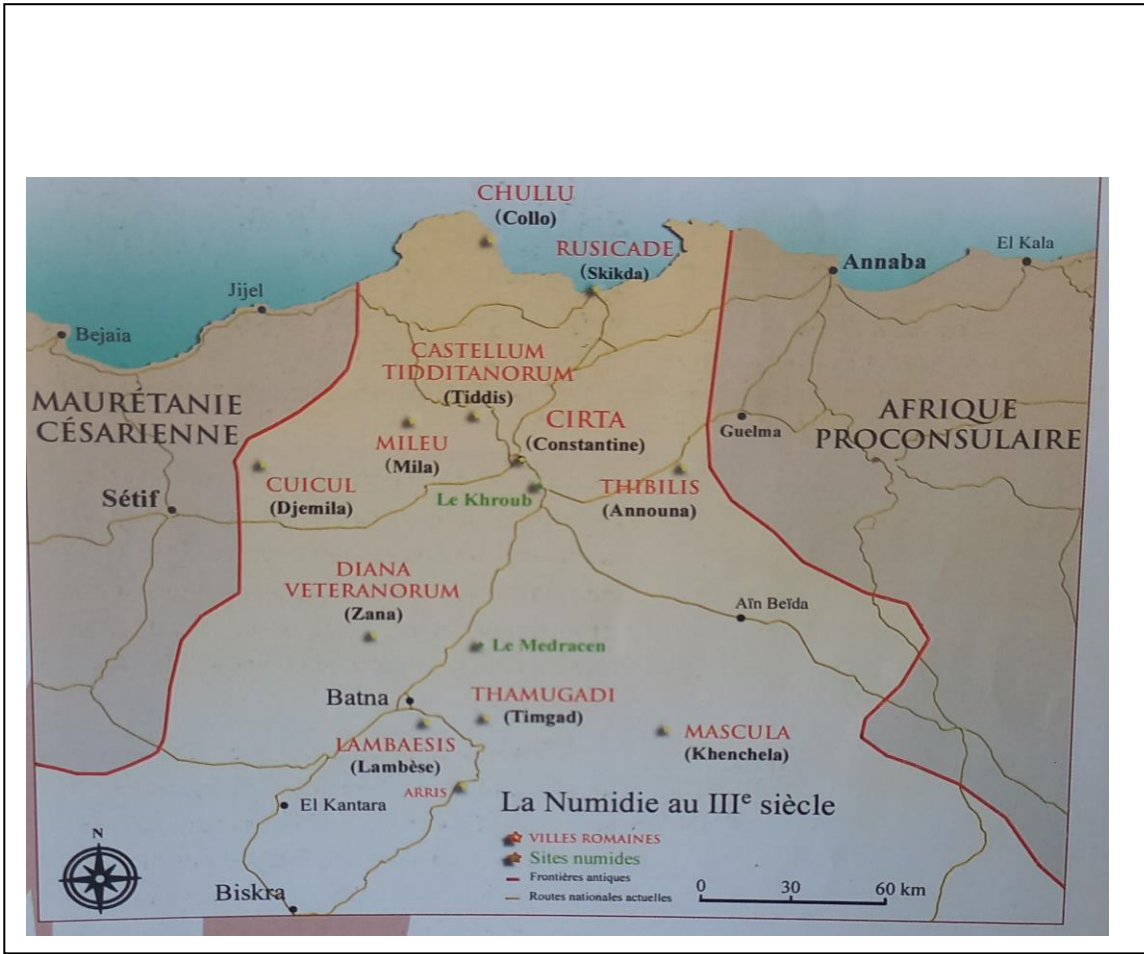 CHULLU
(Collo)
RUSICADE
(Skikda)
Annaba
El Kala
Jijel
Bejaia
CASTELLUM
TIDDITANORUM
(Tiddis)
MAURÉTANIE
CÉSARIENNE
MILEU
(Mila)
CIRTA
(Constantine)
Guelma
AFRIQUE
PROCONSULAIRE
CUICUL
(Djemila)
Sétif
Le Khroub
THIBILIS
(Announa)
DIANA
VETERANORUM
(Zana)
Aïn Beïda
Le Medracen
Batna
THAMUGADI
(Timgad)
MASCULA
(Khenchela)
LAMBAESIS
(Lambèse)
ARRIS
El Kantara
La Numidie au IIIe siècle
VILLES ROMAINES
Sites numides
Frontières antiques
Routes nationales actuelles
0 30 60 km
N
Biskra